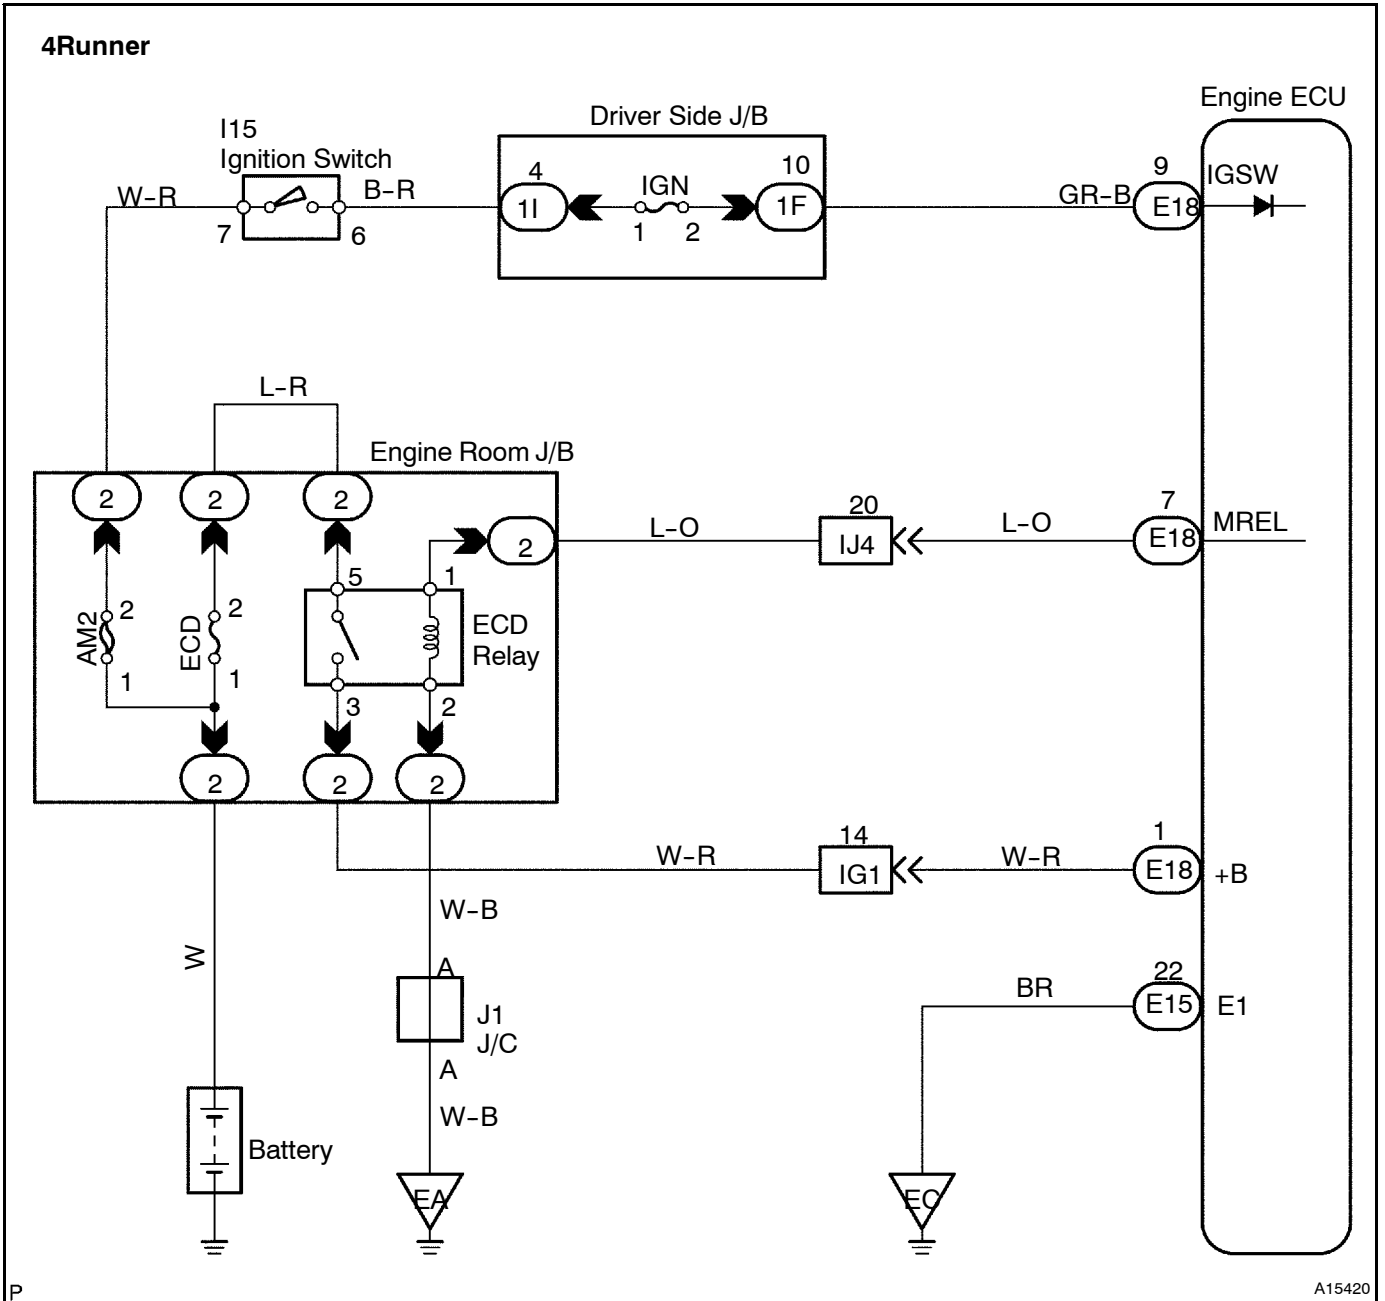 4Runner
Engine ECU
Driver Side J/B
I15
Ignition Switch
W-R
B-R
4
IGN
10
9
IGSW
1I
1F
GR-B
E18
7
6
1
2
L-R
Engine Room J/B
2
2
2
2
L-O
20
IJ4
L-O
7
E18
MREL
5
1
AM2
2
ECD
2
ECD
Relay
1
1
3
2
2
2
2
W-R
14
IG1
W-R
1
E18
+B
W-B
W
A
22
BR
E15
E1
J1
J/C
A
W-B
Battery
EA
EC
P
A15420